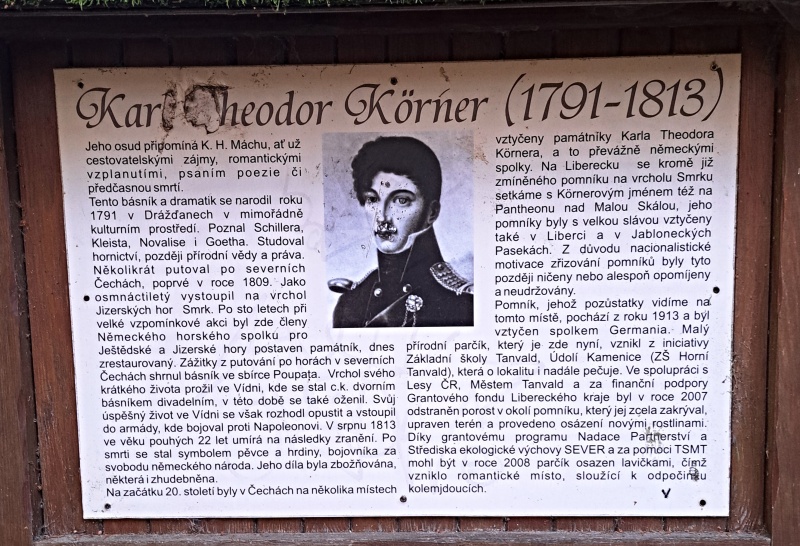 Karl Theodor Körner (1791-1813)
Jeho osud připomíná K. H. Máchu, ať už
cestovatelskými zájmy, romantickými
vzplanutími, psaním poezie či
předčasnou smrtí.
Tento básník a dramatik se narodil roku
1791 v Drážďanech v mimořádně
kulturním prostředí. Poznal Schillera,
Kleista, Novalise i Goetha. Studoval
hornictví, později přírodní vědy a práva.
Několikrát putoval po severních
Čechách, poprvé v roce 1809. Jako
osmnáctiletý vystoupil na vrchol
Jizerských hor Smrk. Po sto letech při
velké vzpomínkové akci byl zde členy
Německého horského spolku pro
Ještědské a Jizerské hory postaven památník, dnes
zrestaurovaný. Zážitky z putování po horách v severních
Čechách shrnul básník ve sbírce Poupata. Vrchol svého
krátkého života prožil ve Vídni, kde se stal c.k. dvorním
básníkem divadelním, v této době se také oženil. Svůj
úspěšný život ve Vídni se však rozhodl opustit a vstoupil
do armády, kde bojoval proti Napoleonovi. V srpnu 1813
ve věku pouhých 22 let umírá na následky zranění. Po
smrti se stal symbolem pěvce a hrdiny, bojovníka za
svobodu německého národa. Jeho díla byla zbožňována,
některá i zhudebněna.
Na začátku 20. století byly v Čechách na několika místech
vztyčeny památníky Karla Theodora
Körnera, a to převážně německými
spolky. Na Liberecku se kromě již
zmíněného pomníku na vrcholu Smrku
setkáme s Körnerovým jménem též na
Pantheonu nad Malou Skálou, jeho
pomníky byly s velkou slávou vztyčeny
také v Liberci a v Jabloneckých
Pasekách. Z důvodu nacionalistické
motivace zřizování pomníků byly tyto
později ničeny nebo alespoň opomíjeny
a neudržovány.
Pomník, jehož pozůstatky vidíme na
tomto místě, pochází z roku 1913 a byl
vztyčen spolkem Germania. Malý
přírodní parčík, který je zde nyní, vznikl z iniciativy
Základní školy Tanvald, Údolí Kamenice (ZŠ Horní
Tanvald), která o lokalitu i nadále pečuje. Ve spolupráci s
Lesy ČR, Městem Tanvald a za finanční podpory
Grantového fondu Libereckého kraje byl v roce 2007
odstraněn porost v okolí pomníku, který jej zcela zakrýval,
upraven terén a provedeno osázení novými rostlinami.
Díky grantovému programu Nadace Partnerství a
Střediska ekologické výchovy SEVER a za pomoci TSMT
mohl být v roce 2008 parčík osazen lavičkami, čímž
vzniklo romantické místo, sloužící k odpočinku
kolemjdoucích.